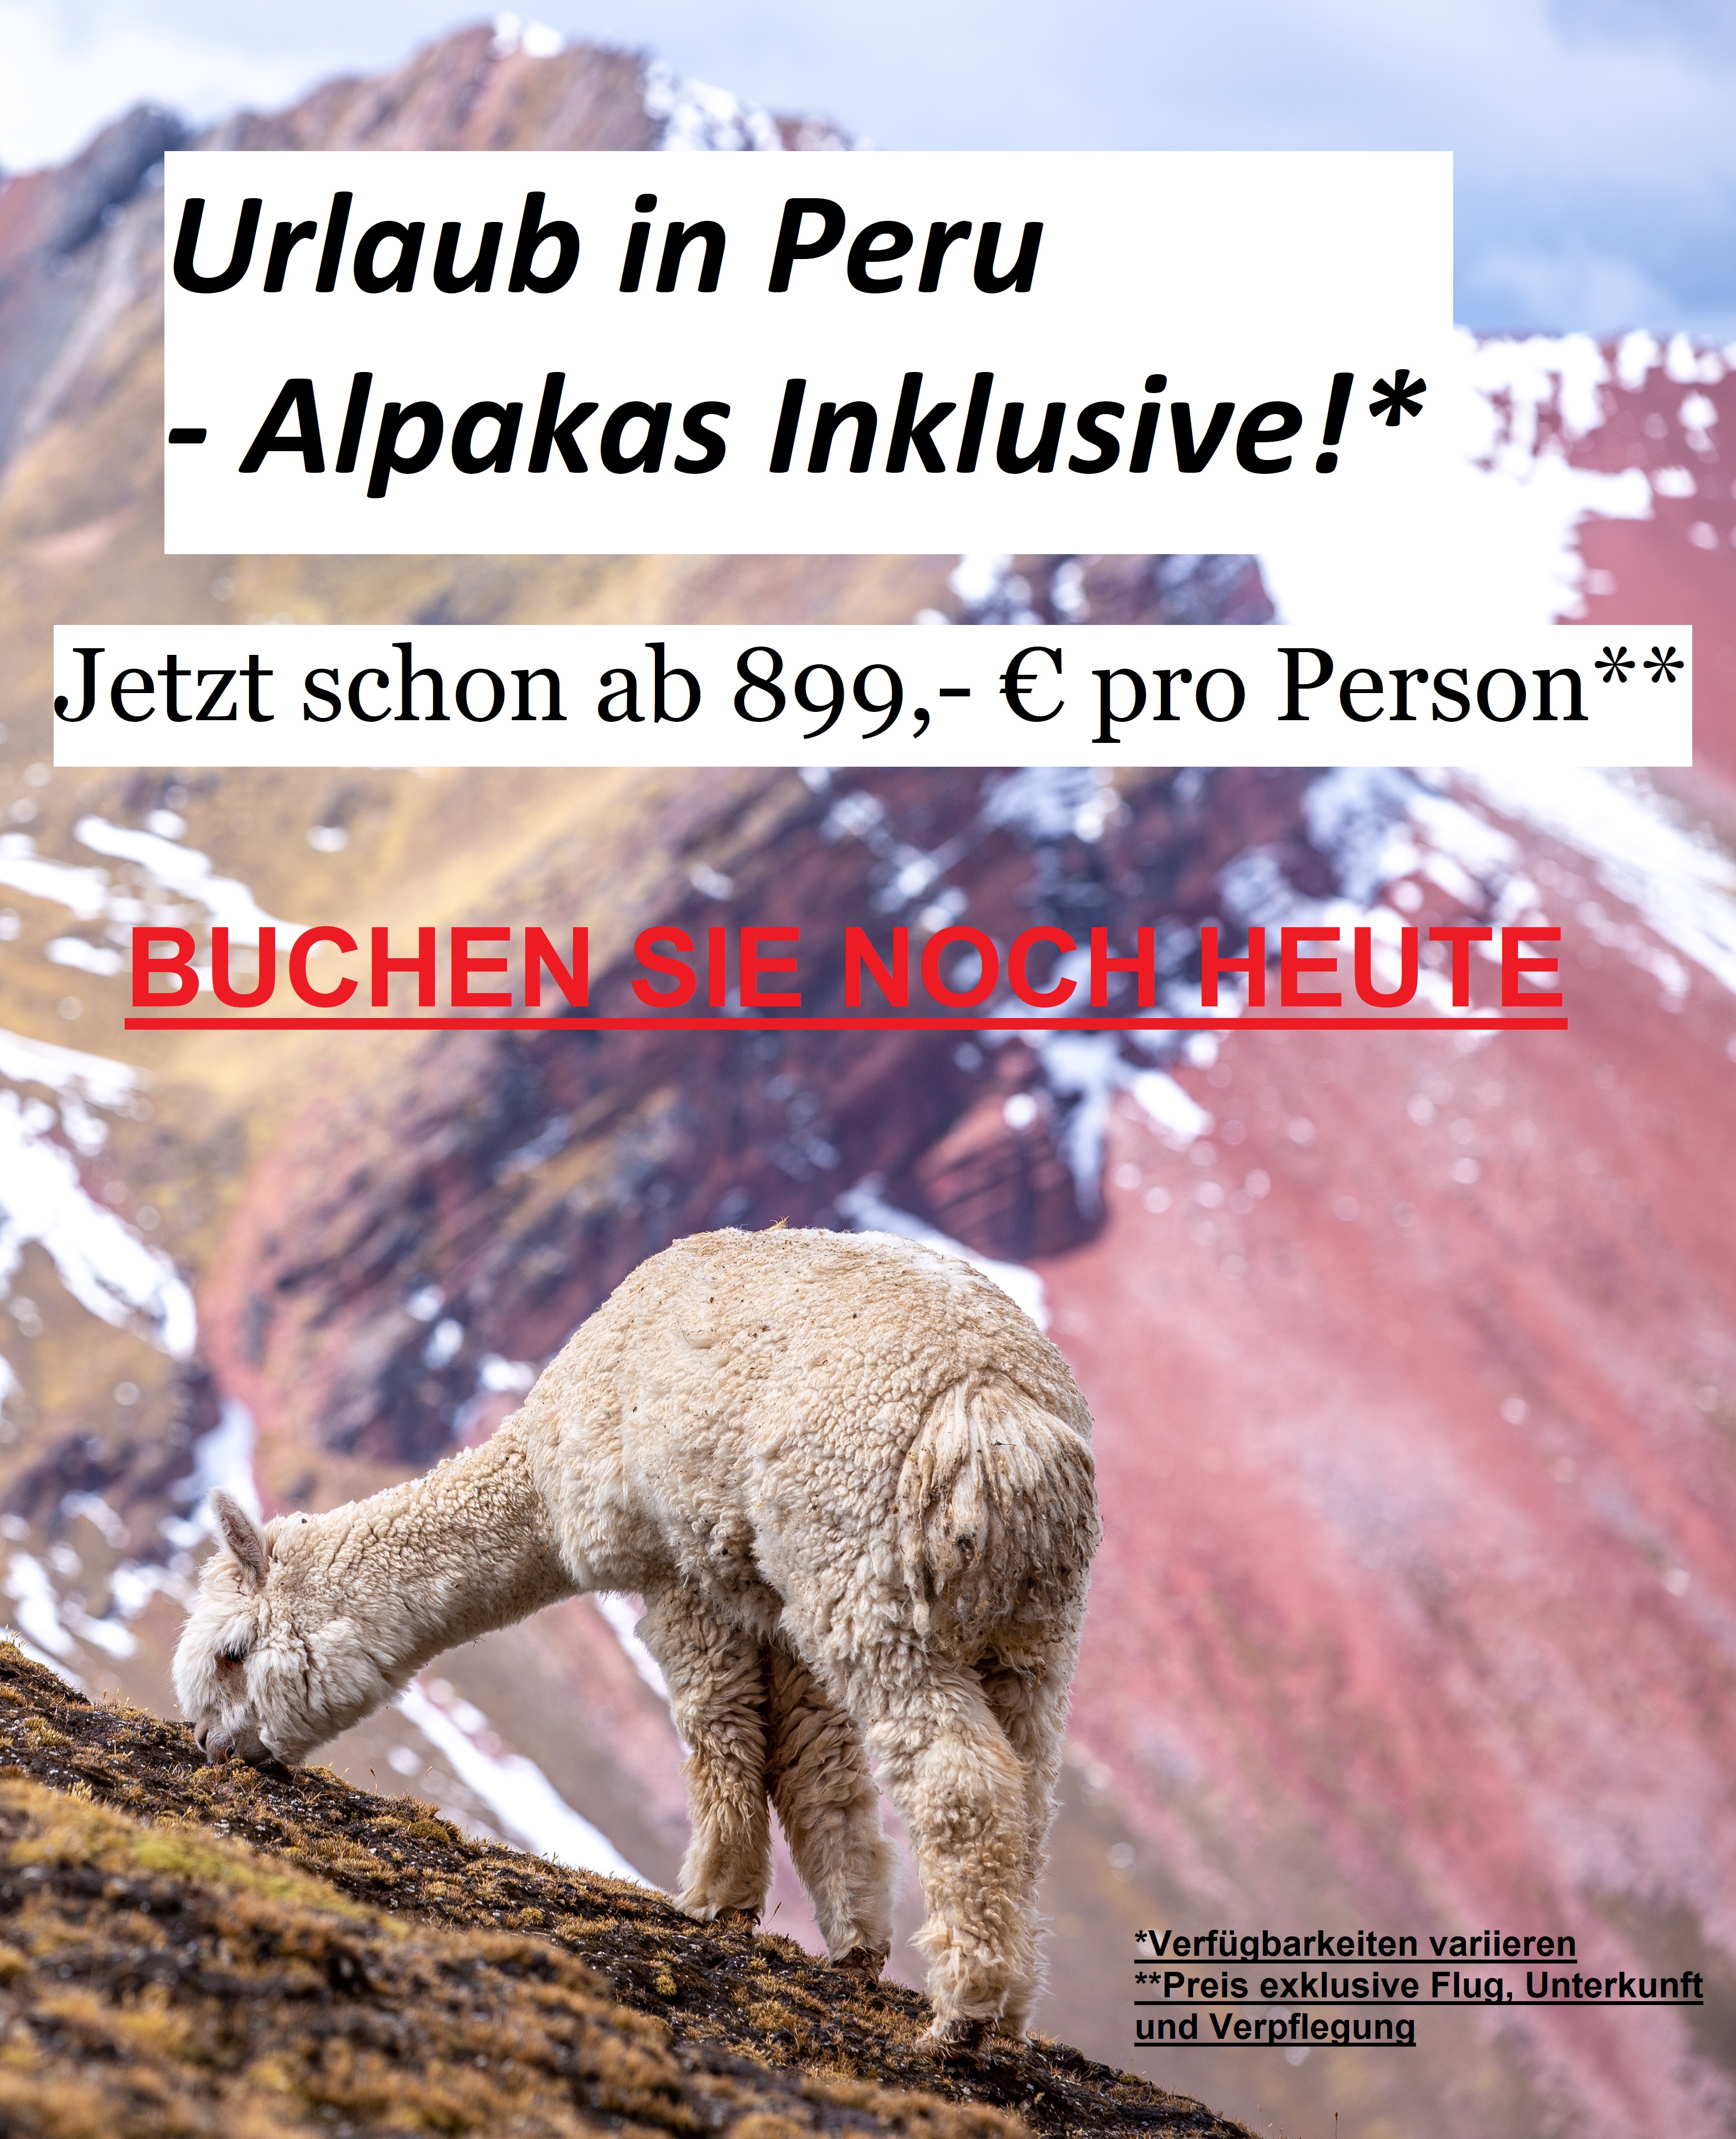 Urlaub in Peru
- Alpakas Inklusive!*
Jetzt schon ab 899,- € pro Person**
BUCHEN SIE NOCH HEUTE
*Verfügbarkeiten variieren
**Preis exklusive Flug, Unterkunft
und Verpflegung